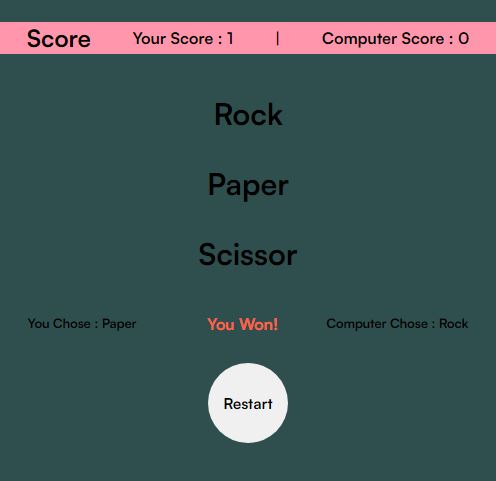 Score Your Score : 1 | Computer Score : 0
Rock
Paper
Scissor
You Chose : Paper You Won! Computer Chose : Rock
Restart